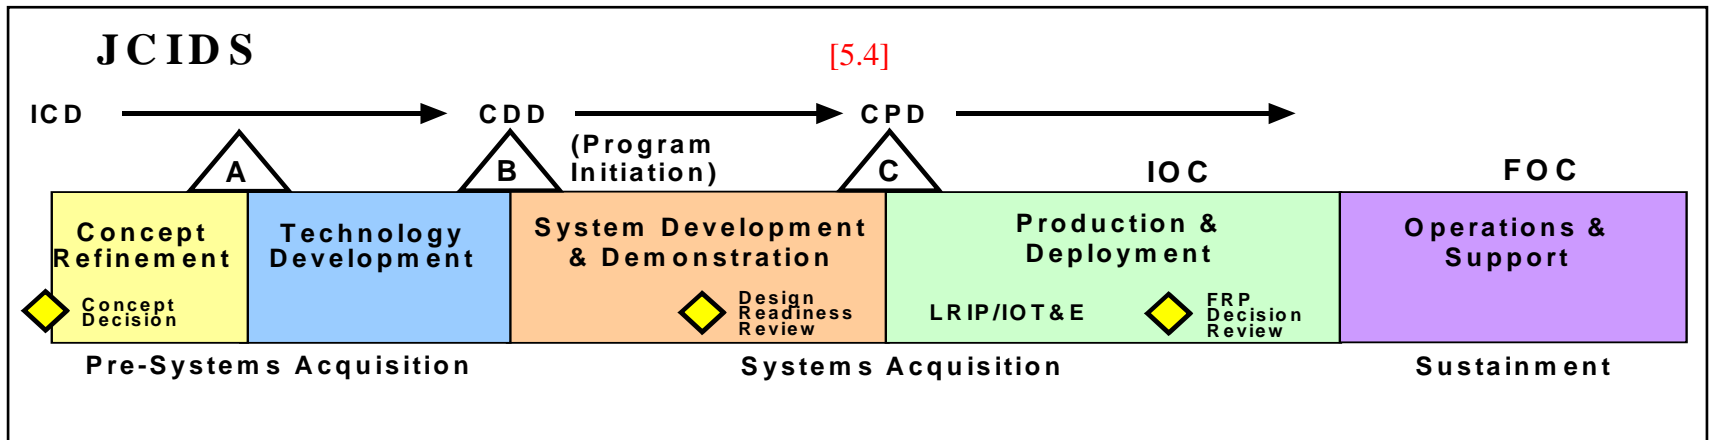 JCIDS
[5.4]
ICD
CDD
CPD
(Program
Initiation)
A
B
C
IOC
FOC
Concept
Refinement
Technology
Development
System Development
& Demonstration
Production &
Deployment
Operations &
Support
Concept
Decision
Design
Readiness
Review
LRIP/IOT&E
FRP
Decision
Review
Pre-Systems Acquisition
Systems Acquisition
Sustainment